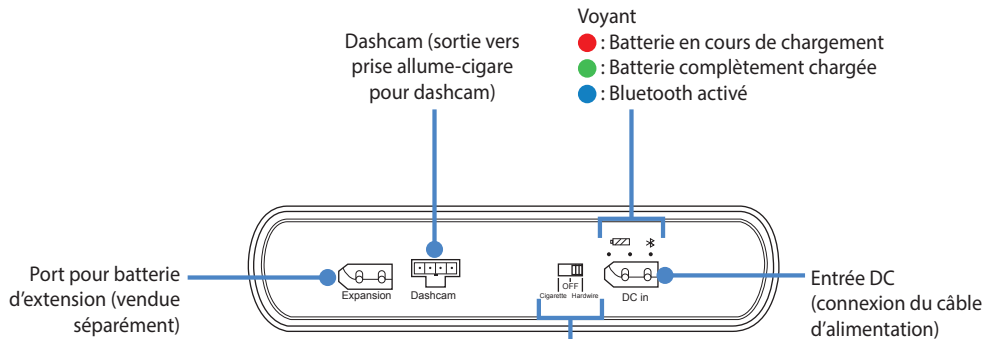 Voyant
: Batterie en cours de chargement
: Batterie complètement chargée
: Bluetooth activé
Dashcam (sortie vers
prise allume-cigare
pour dashcam)
Port pour batterie
d'extension (vendue
séparément)
Expansion
Dashcam
OFF
Cigarette Hardwire
DC in
Entrée DC
(connexion du câble
d'alimentation)